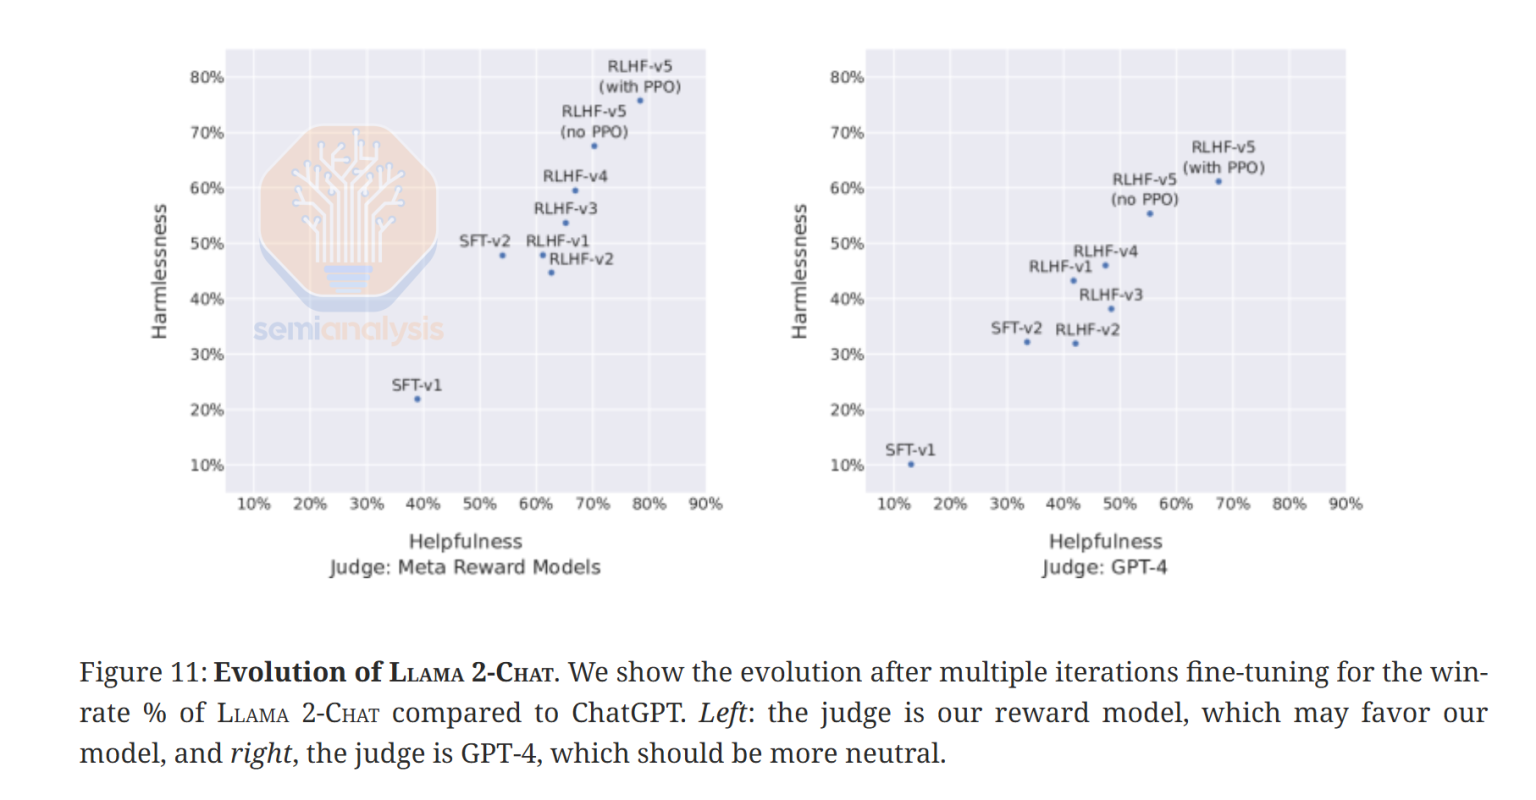 80%
70%
60%
50%
40%
30%
20%
10%
Harmlessness
RLHF-v5
(with PPO)
RLHF-v5
(no PPO)
RLHF-v4
RLHF-v3
SFT-v2 RLHF-v1
RLHF-v2
SFT-v1
semianalysis
10% 20% 30% 40% 50% 60% 70% 80% 90%
Helpfulness
Judge: Meta Reward Models
80%
70%
60%
50%
40%
30%
20%
10%
Harmlessness
RLHF-v5
(with PPO)
RLHF-v5
(no PPO)
RLHF-v4
RLHF-v1
RLHF-v3
SFT-v2 RLHF-v2
SFT-v1
10% 20% 30% 40% 50% 60% 70% 80% 90%
Helpfulness
Judge: GPT-4
Figure 11: Evolution of Llama 2-Chat. We show the evolution after multiple iterations fine-tuning for the win-
rate % of Llama 2-Chat compared to ChatGPT. Left: the judge is our reward model, which may favor our
model, and right, the judge is GPT-4, which should be more neutral.